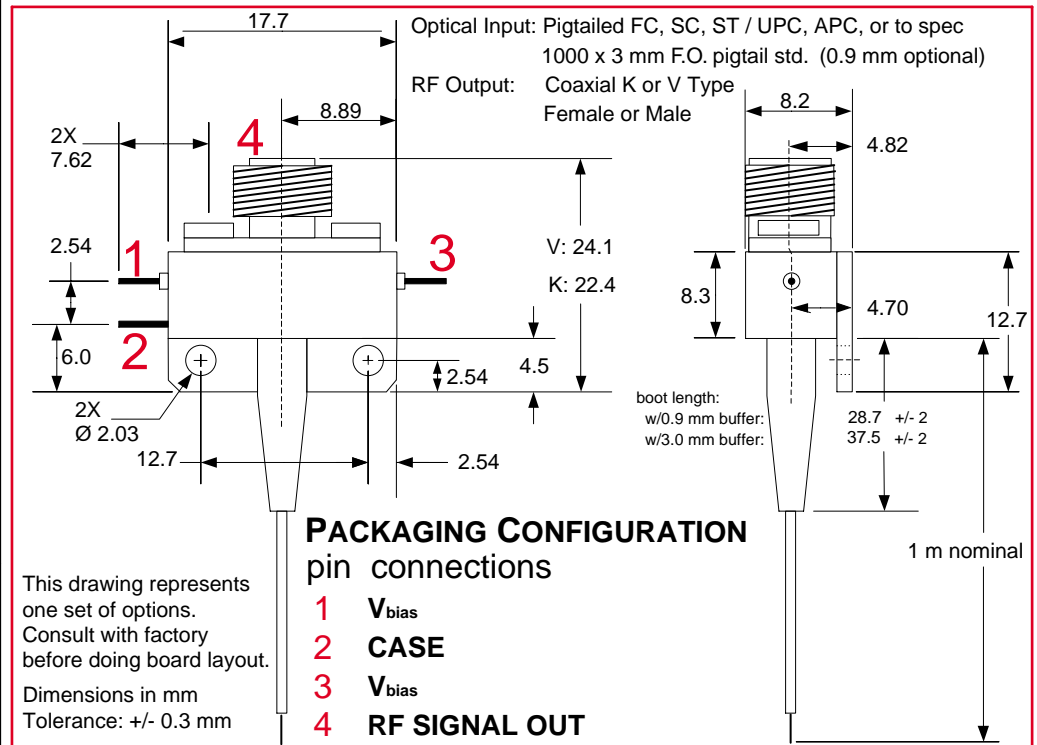 17.7
Optical Input: Pigtailed FC, SC, ST / UPC, APC, or to spec
1000 x 3 mm F.O. pigtail std. (0.9 mm optional)
RF Output: Coaxial K or V Type
Female or Male
8.89
8.2
4.82
2X
7.62
4
2.54
1
3
V: 24.1
K: 22.4
8.3
4.70
12.7
2
6.0
4.5
2.54
2X
Ø 2.03
boot length:
w/0.9 mm buffer: 28.7 +/- 2
w/3.0 mm buffer: 37.5 +/- 2
12.7
2.54
PACKAGING CONFIGURATION
pin connections
1 Vbias
2 CASE
3 Vbias
4 RF SIGNAL OUT
1 m nominal
This drawing represents
one set of options.
Consult with factory
before doing board layout.
Dimensions in mm
Tolerance: +/- 0.3 mm